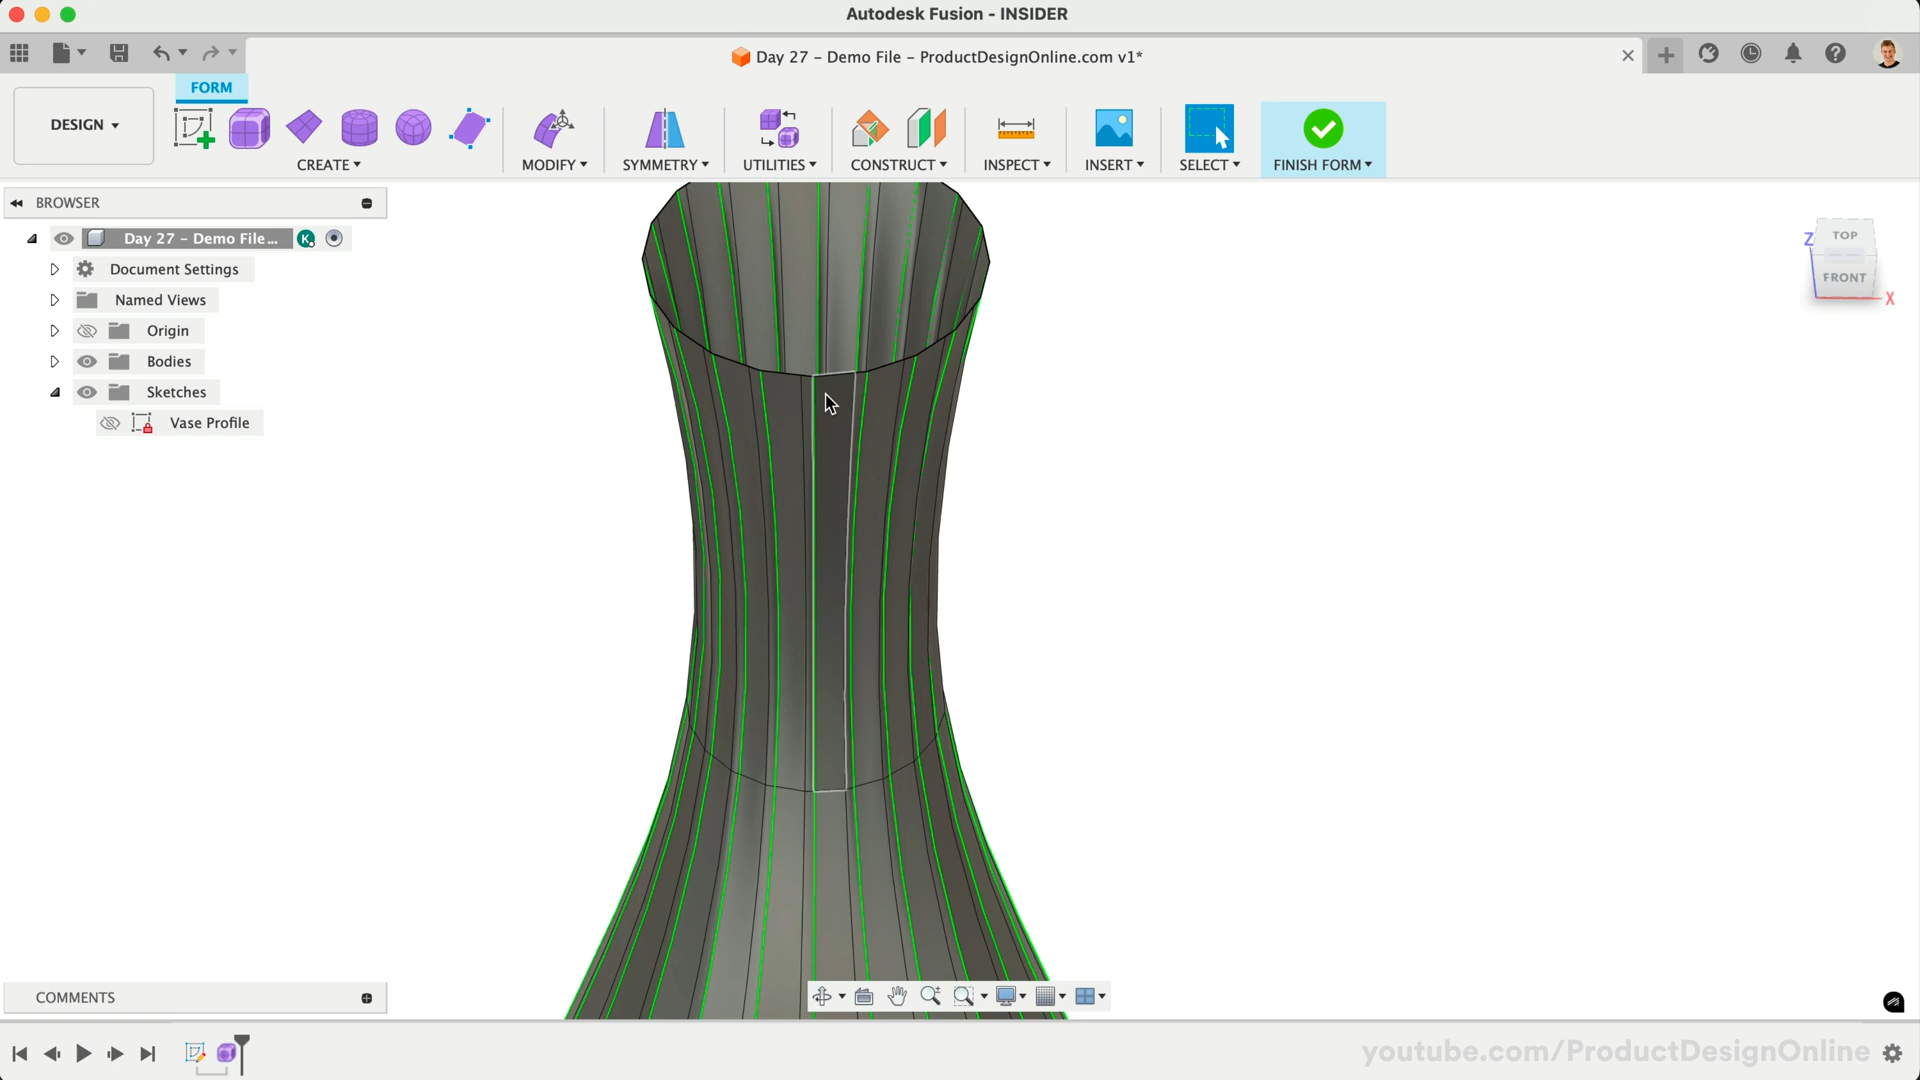 Autodesk Fusion - INSIDER
Day 27 – Demo File – ProductDesignOnline.com v1*
FORM
DESIGN
CREATE
MODIFY
SYMMETRY
UTILITIES
CONSTRUCT
INSPECT
INSERT
SELECT
FINISH FORM
BROWSER
Day 27 – Demo File...
K
Document Settings
Named Views
Origin
Bodies
Sketches
Vase Profile
TOP
Z
FRONT
X
COMMENTS
youtube.com/ProductDesignOnline